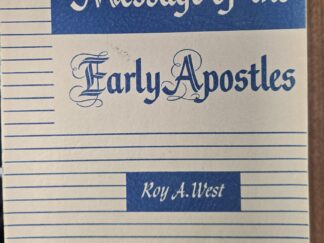 Message of the
Early Apostles
Roy A. West